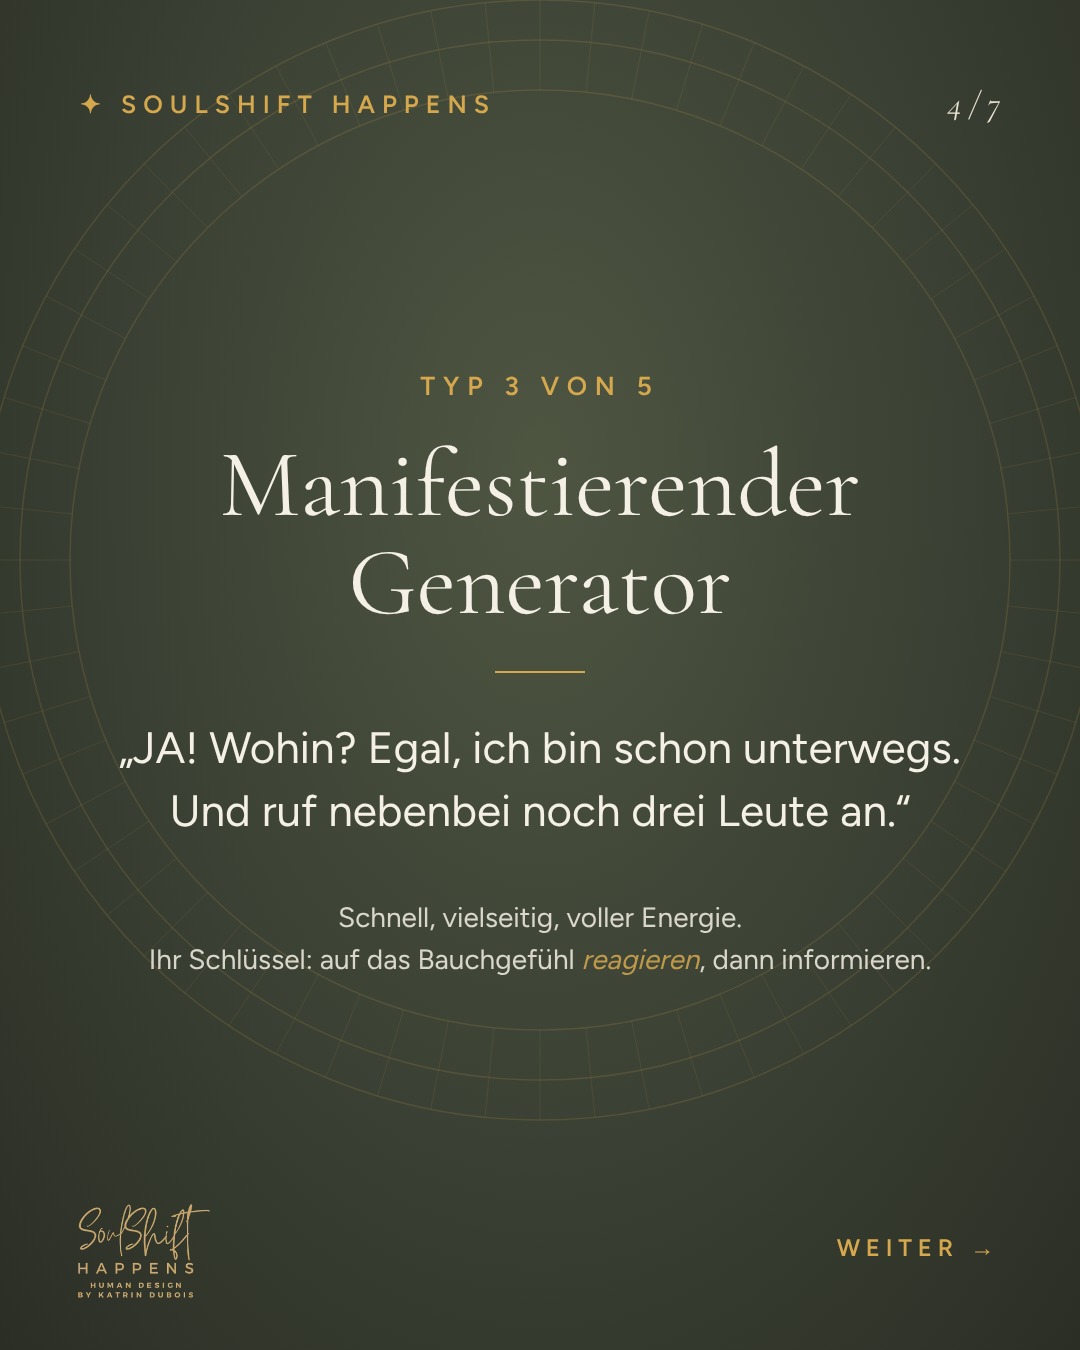 ✦ SOULSHIFT HAPPENS
4/7
TYP 3 VON 5
Manifestierender
Generator
„JA! Wohin? Egal, ich bin schon unterwegs.
Und ruf nebenbei noch drei Leute an.“
Schnell, vielseitig, voller Energie.
Ihr Schlüssel: auf das Bauchgefühl reagieren, dann informieren.
SoulShift
HAPPENS
HUMAN DESIGN
BY KATRIN DUBOIS
WEITER →